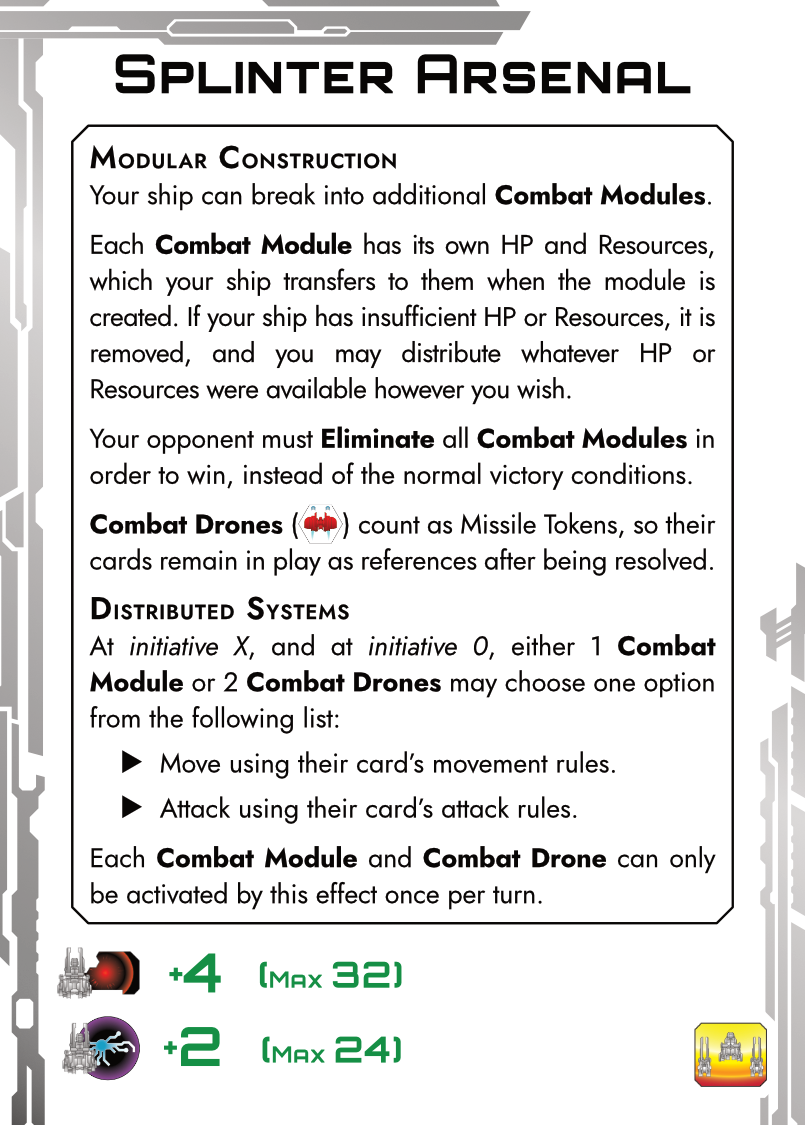 Splinter Arsenal
Modular Construction
Your ship can break into additional Combat Modules.
Each Combat Module has its own HP and Resources,
which your ship transfers to them when the module is
created. If your ship has insufficient HP or Resources, it is
removed, and you may distribute whatever HP or
Resources were available however you wish.
Your opponent must Eliminate all Combat Modules in
order to win, instead of the normal victory conditions.
Combat Drones ( ) count as Missile Tokens, so their
cards remain in play as references after being resolved.
Distributed Systems
At initiative X, and at initiative 0, either 1 Combat
Module or 2 Combat Drones may choose one option
from the following list:
▶ Move using their card's movement rules.
▶ Attack using their card's attack rules.
Each Combat Module and Combat Drone can only
be activated by this effect once per turn.
+4 (Max 32)
+2 (Max 24)